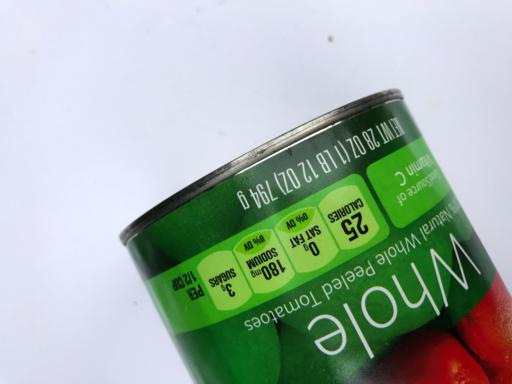 Whole
Natural Whole Peeled Tomatoes
Good Source of
Vitamin C
25
CALORIES
0g
SAT FAT
0% DV
180mg
SODIUM
8% DV
3g
SUGARS
PER
1/2 CUP
NET WT 28 OZ (1 LB 12 OZ) 794 g